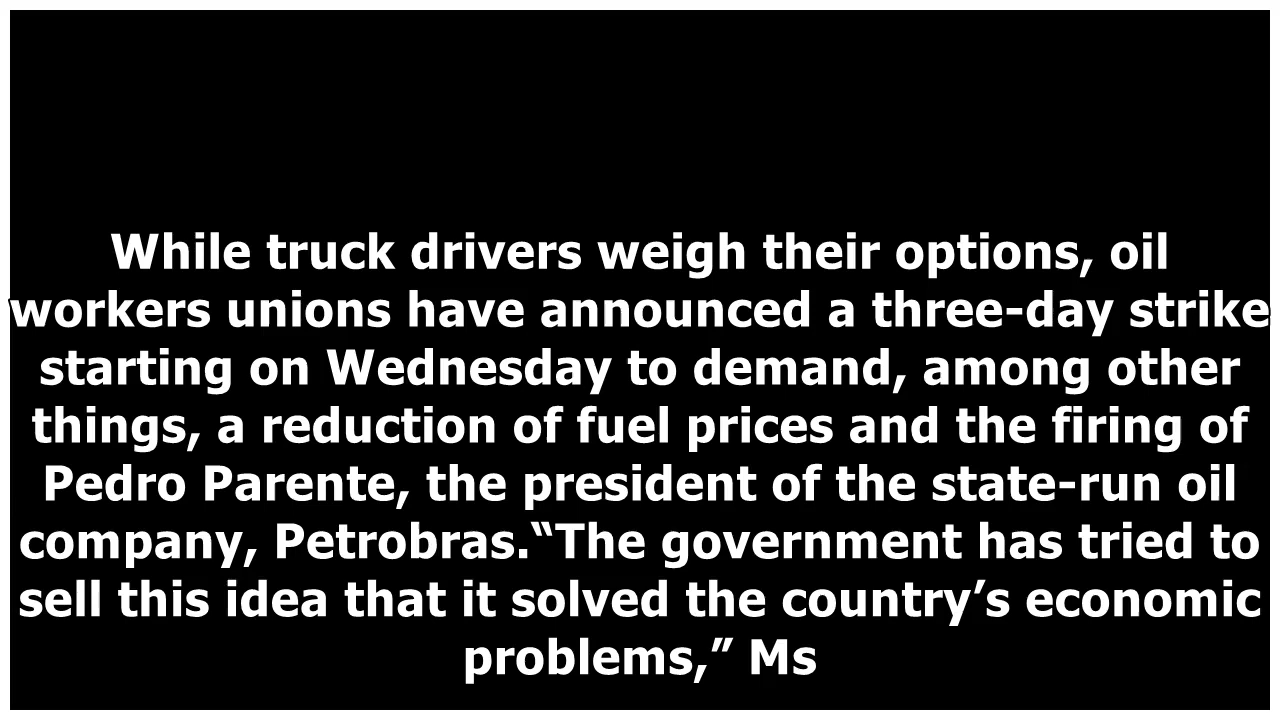 While truck drivers weigh their options, oil
workers unions have announced a three-day strike
starting on Wednesday to demand, among other
things, a reduction of fuel prices and the firing of
Pedro Parente, the president of the state-run oil
company, Petrobras.“The government has tried to
sell this idea that it solved the country’s economic
problems,” Ms